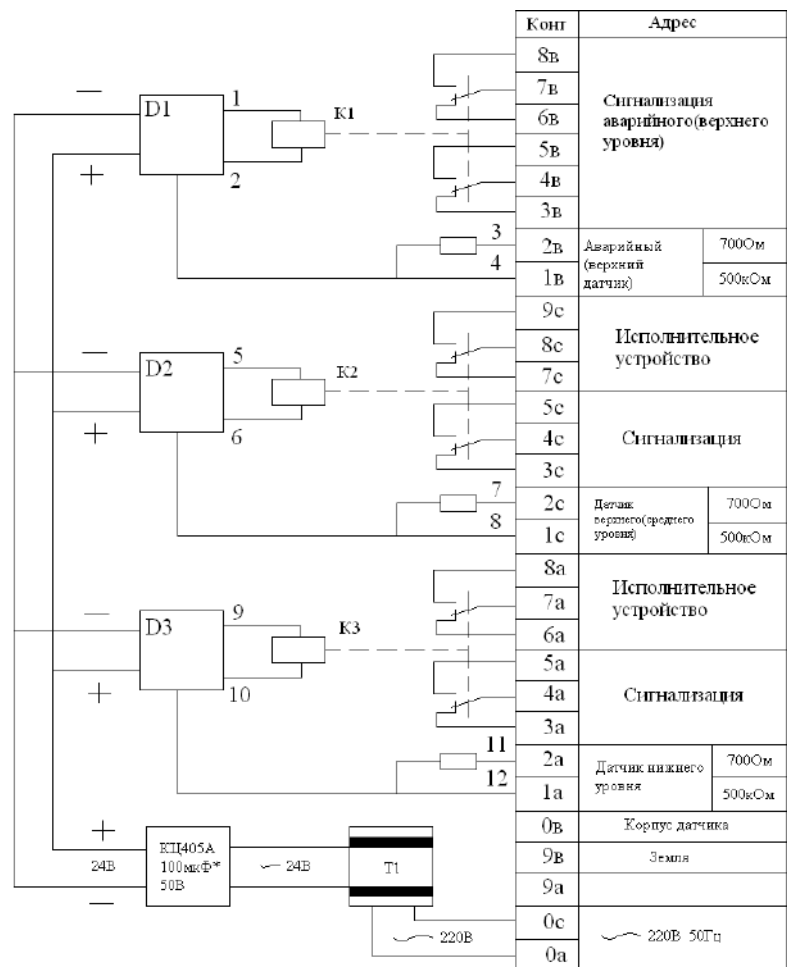 Конт Адрес
8в
7в
6в
5в
4в
3в
Сигнализация
аварийного(верхнего
уровня)
2в
1в
Аварийный
(верхний
датчик)
700Ом
500кОм
9с
8с
7с
Исполнительное
устройство
5с
4с
3с
Сигнализация
2с
1с
Датчик
верхнего(среднего
уровня)
700Ом
500кОм
8а
7а
6а
Исполнительное
устройство
5а
4а
3а
Сигнализация
2а
1а
Датчик нижнего
уровня
700Ом
500кОм
0в Корпус датчика
9в Земля
9а
0с
0а
220В 50Гц
— D1 1 К1
+ 2
3
4
— D2 5 К2
+ 6
7
8
— D3 9 К3
+ 10
11
12
+
24В
—
КЦ405А
100мкФ*
50В
~ 24В
Т1
~ 220В